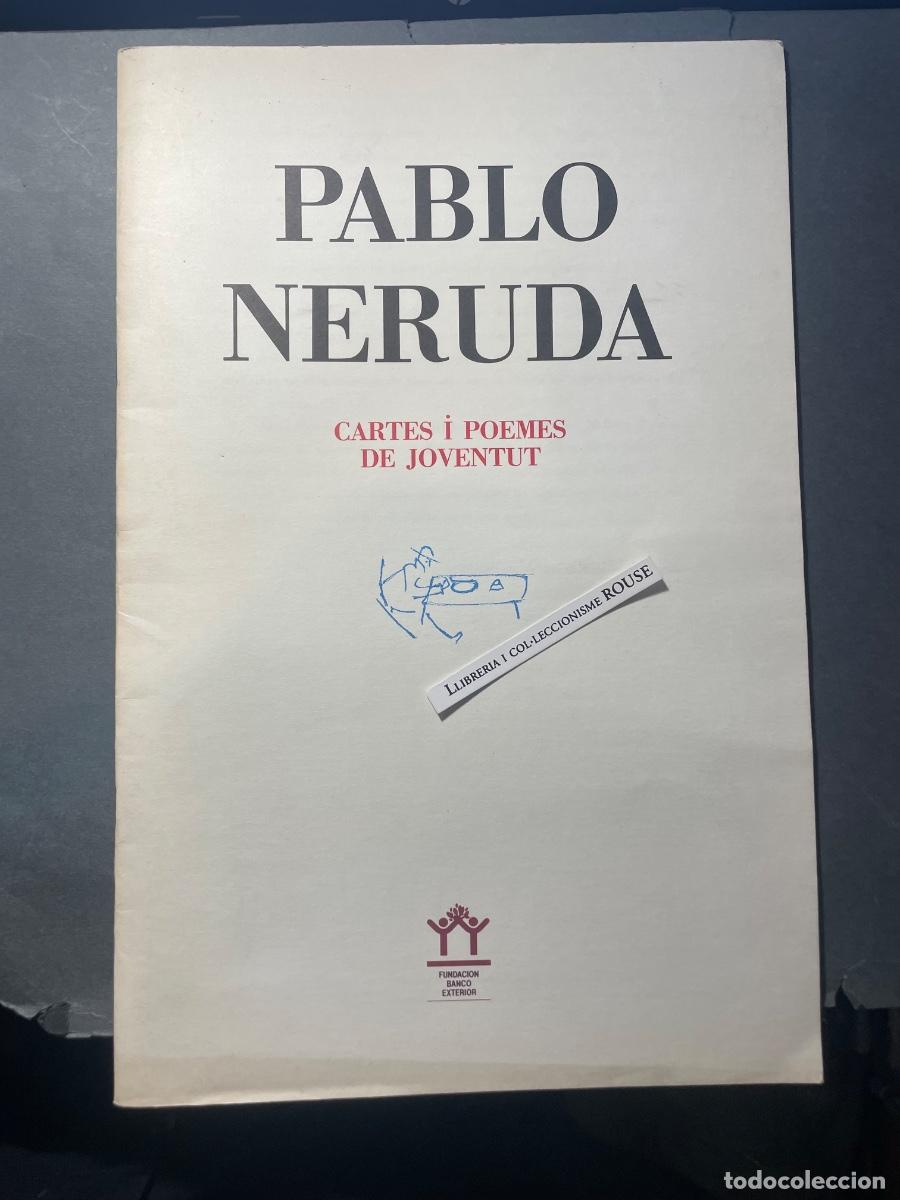 PABLO
NERUDA
CARTES i POEMES
DE JOVENTUT
LLIBRERIA I COL·LECCIONISME ROUSE
FUNDACION
BANCO
EXTERIOR
todocoleccion